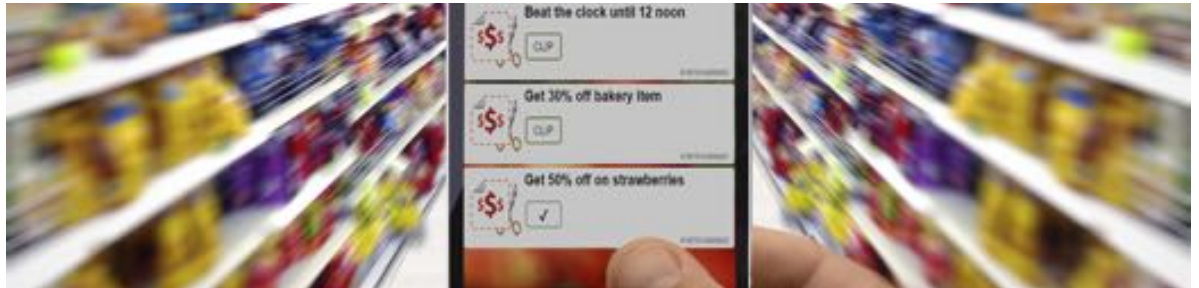 Beat the clock until 12 noon
$$$
CLIP
Get 30% off bakery item
$$$
CLIP
Get 50% off on strawberries
$$$
✓